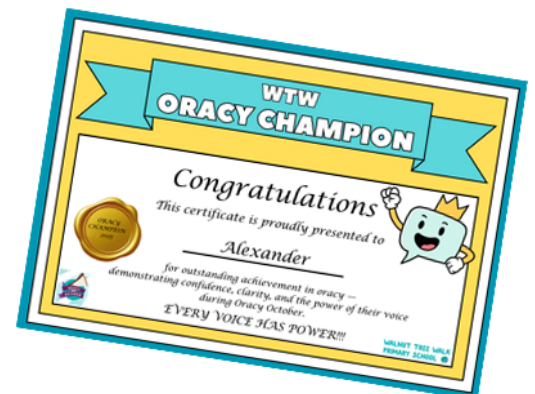 WTW
ORACY CHAMPION
Congratulations
This certificate is proudly presented to
Alexander
for outstanding achievement in oracy —
demonstrating confidence, clarity, and the power of their voice
during Oracy October.
EVERY VOICE HAS POWER!!!
ORACY
CHAMPION
WALNUT TREE WALK
PRIMARY SCHOOL